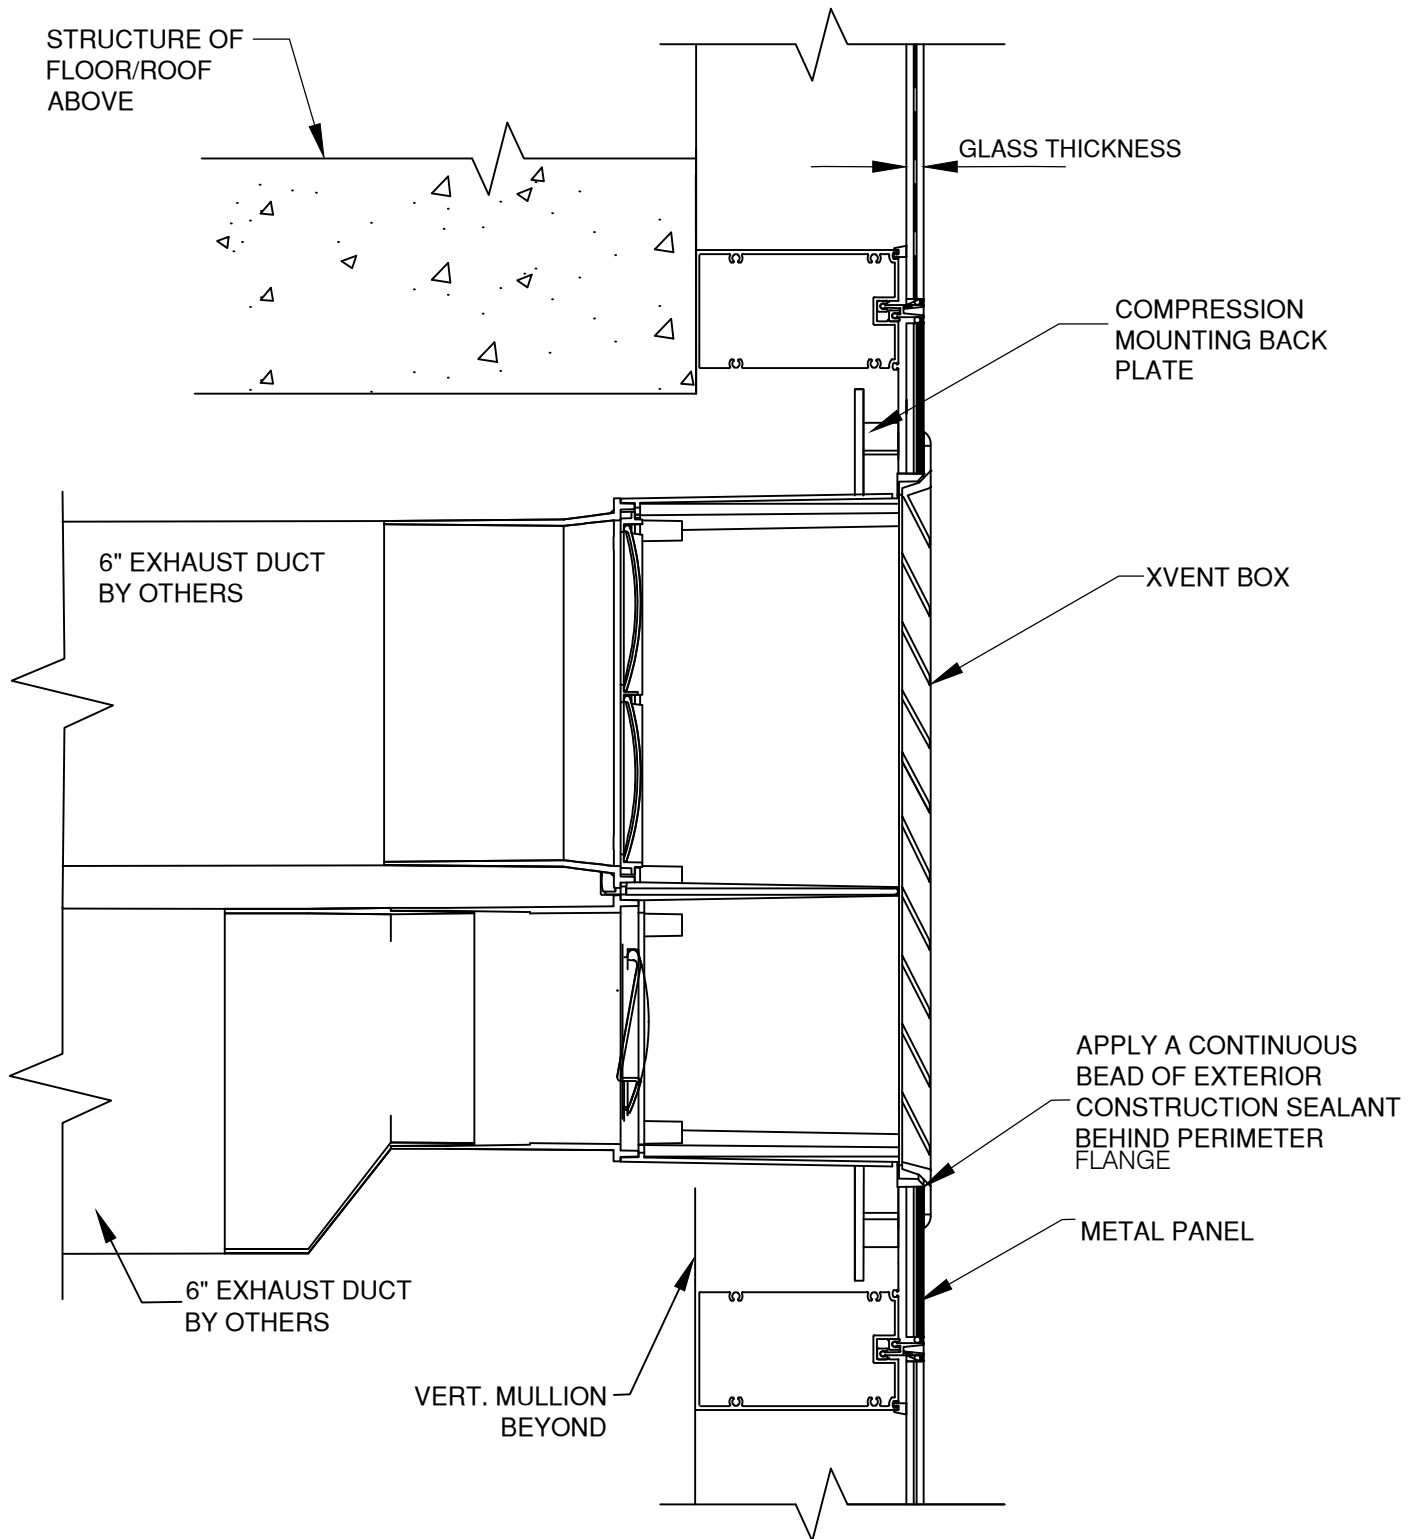 STRUCTURE OF
FLOOR/ROOF
ABOVE
GLASS THICKNESS
COMPRESSION
MOUNTING BACK
PLATE
6" EXHAUST DUCT
BY OTHERS
XVENT BOX
APPLY A CONTINUOUS
BEAD OF EXTERIOR
CONSTRUCTION SEALANT
BEHIND PERIMETER
FLANGE
METAL PANEL
6" EXHAUST DUCT
BY OTHERS
VERT. MULLION
BEYOND